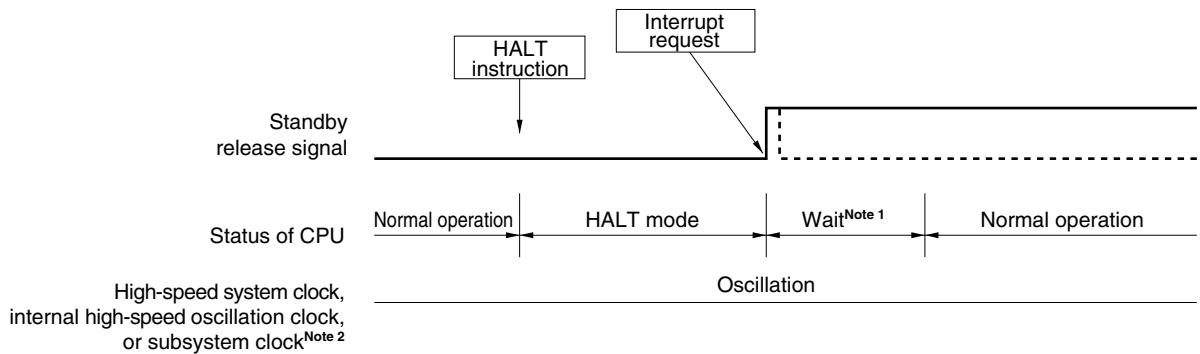 HALT
instruction
Interrupt
request
Standby
release signal
Status of CPU
Normal operation
HALT mode
WaitNote 1
Normal operation
High-speed system clock,
internal high-speed oscillation clock,
or subsystem clockNote 2
Oscillation